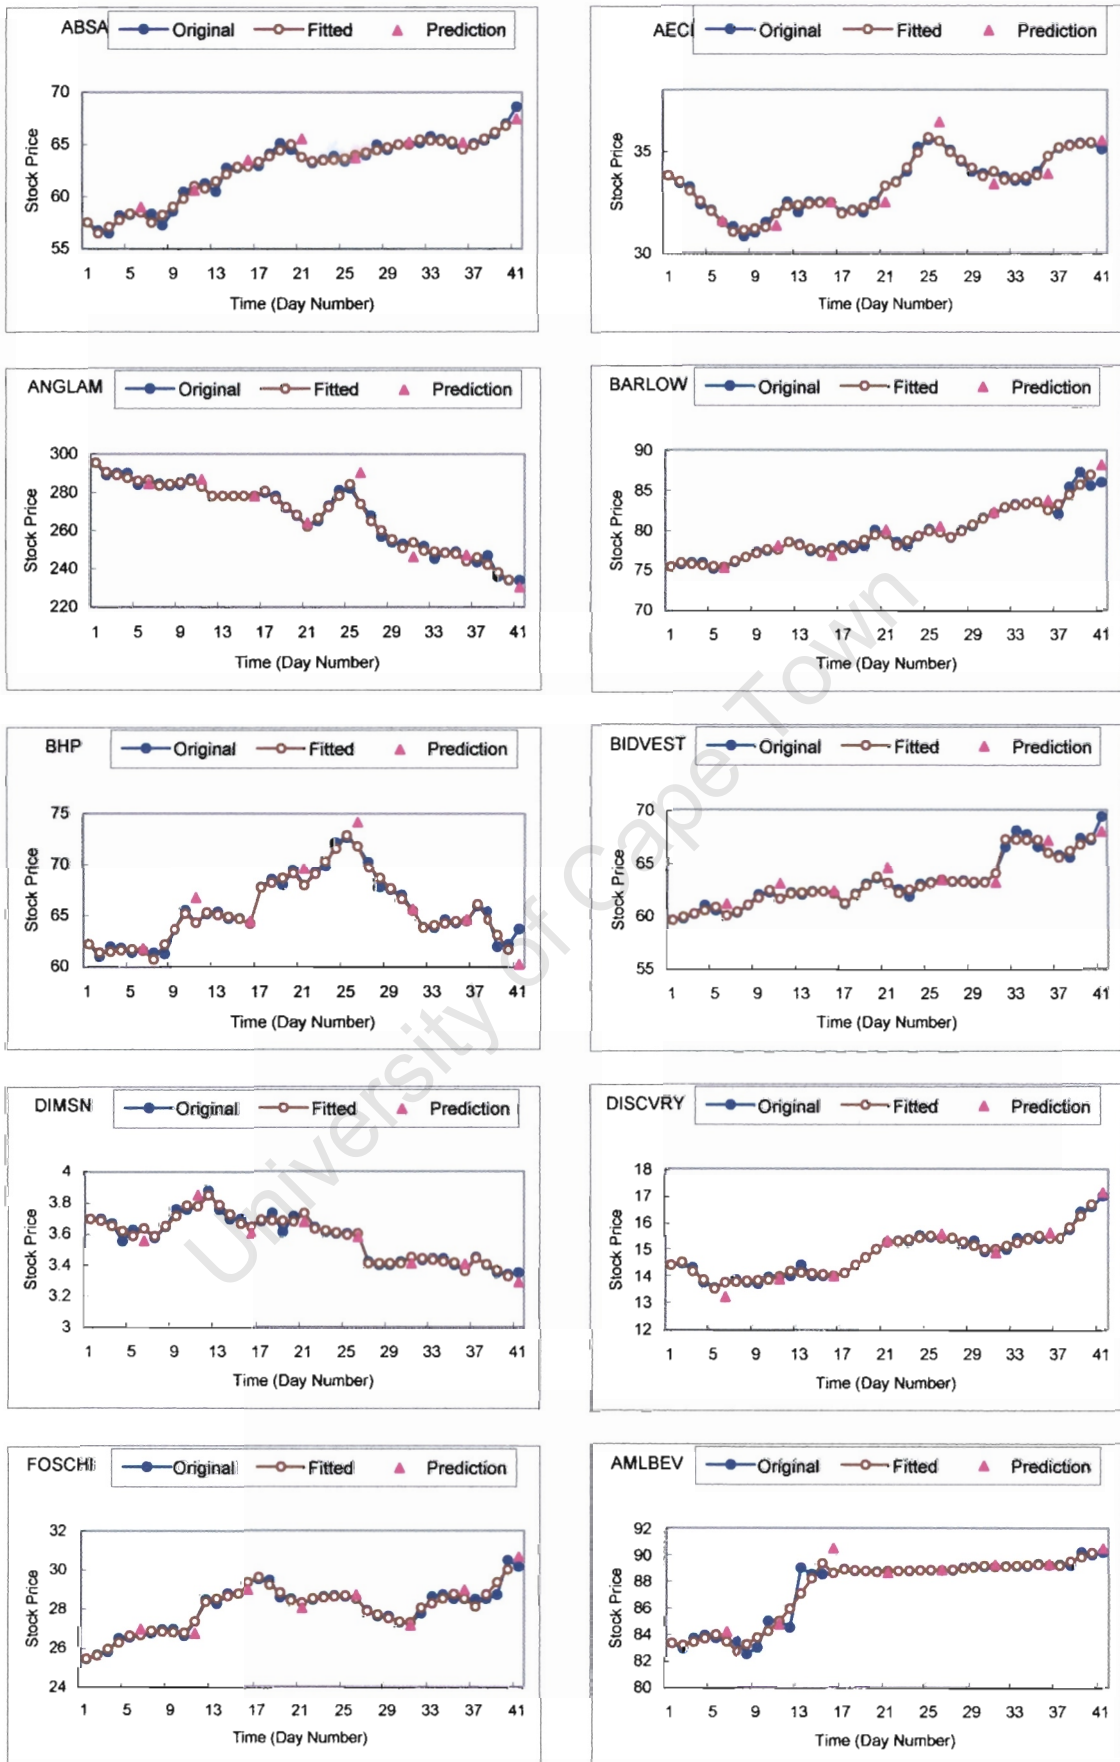 ABSA Original Fitted Prediction
Stock Price
70
65
60
55
1 5 9 13 17 21 25 29 33 37 41
Time (Day Number)
AECI Original Fitted Prediction
Stock Price
35
30
1 5 9 13 17 21 25 29 33 37 41
Time (Day Number)
ANGLAM Original Fitted Prediction
Stock Price
300
280
260
240
220
1 5 9 13 17 21 25 29 33 37 41
Time (Day Number)
BARLOW Original Fitted Prediction
Stock Price
90
85
80
75
70
1 5 9 13 17 21 25 29 33 37 41
Time (Day Number)
BHP Original Fitted Prediction
Stock Price
75
70
65
60
1 5 9 13 17 21 25 29 33 37 41
Time (Day Number)
BIDVEST Original Fitted Prediction
Stock Price
70
65
60
55
1 5 9 13 17 21 25 29 33 37 41
Time (Day Number)
DIMSN Original Fitted Prediction
Stock Price
4
3.8
3.6
3.4
3.2
3
1 5 9 13 17 21 25 29 33 37 41
Time (Day Number)
DISCVRY Original Fitted Prediction
Stock Price
18
17
16
15
14
13
12
1 5 9 13 17 21 25 29 33 37 41
Time (Day Number)
FOSCHI Original Fitted Prediction
Stock Price
32
30
28
26
24
1 5 9 13 17 21 25 29 33 37 41
Time (Day Number)
AMLBEV Original Fitted Prediction
Stock Price
92
90
88
86
84
82
80
1 5 9 13 17 21 25 29 33 37 41
Time (Day Number)
University of Cape Town